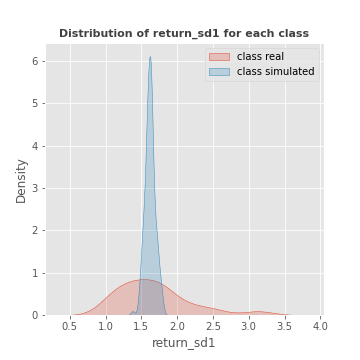 Distribution of return_sd1 for each class
class real
class simulated
6
5
4
3
2
1
0
Density
0.5 1.0 1.5 2.0 2.5 3.0 3.5 4.0
return_sd1